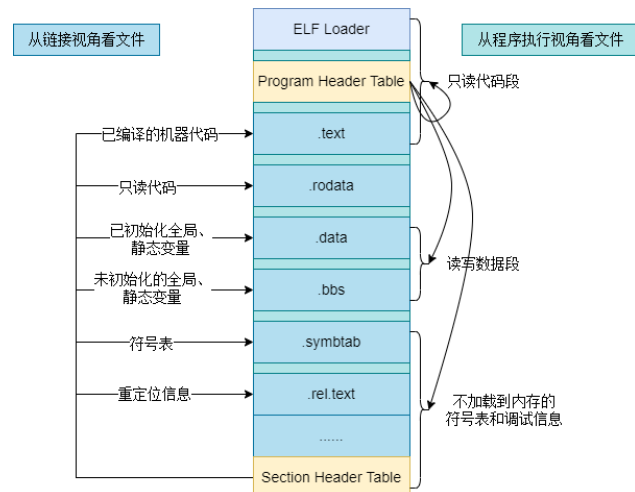 从链接视角看文件
ELF Loader
从程序执行视角看文件
Program Header Table
只读代码段
已编译的机器代码
.text
只读代码
.rodata
已初始化全局、
静态变量
.data
读写数据段
未初始化的全局、
静态变量
.bbs
符号表
.symbtab
重定位信息
.rel.text
不加载到内存的
符号表和调试信息
......
Section Header Table